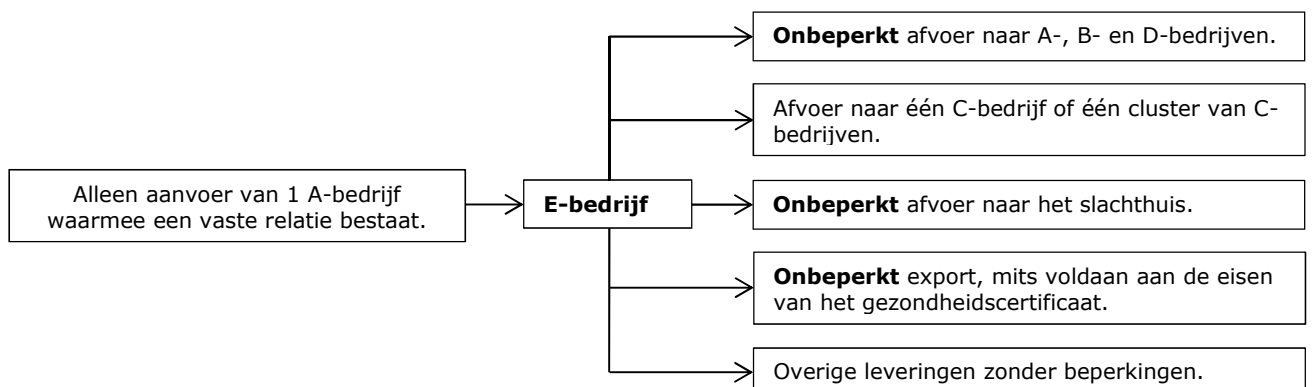 Onbeperkt afvoer naar A-, B- en D-bedrijven.
Afvoer naar één C-bedrijf of één cluster van C-
bedrijven.
Alleen aanvoer van 1 A-bedrijf
waarmee een vaste relatie bestaat.
E-bedrijf
Onbeperkt afvoer naar het slachthuis.
Onbeperkt export, mits voldaan aan de eisen
van het gezondheidscertificaat.
Overige leveringen zonder beperkingen.